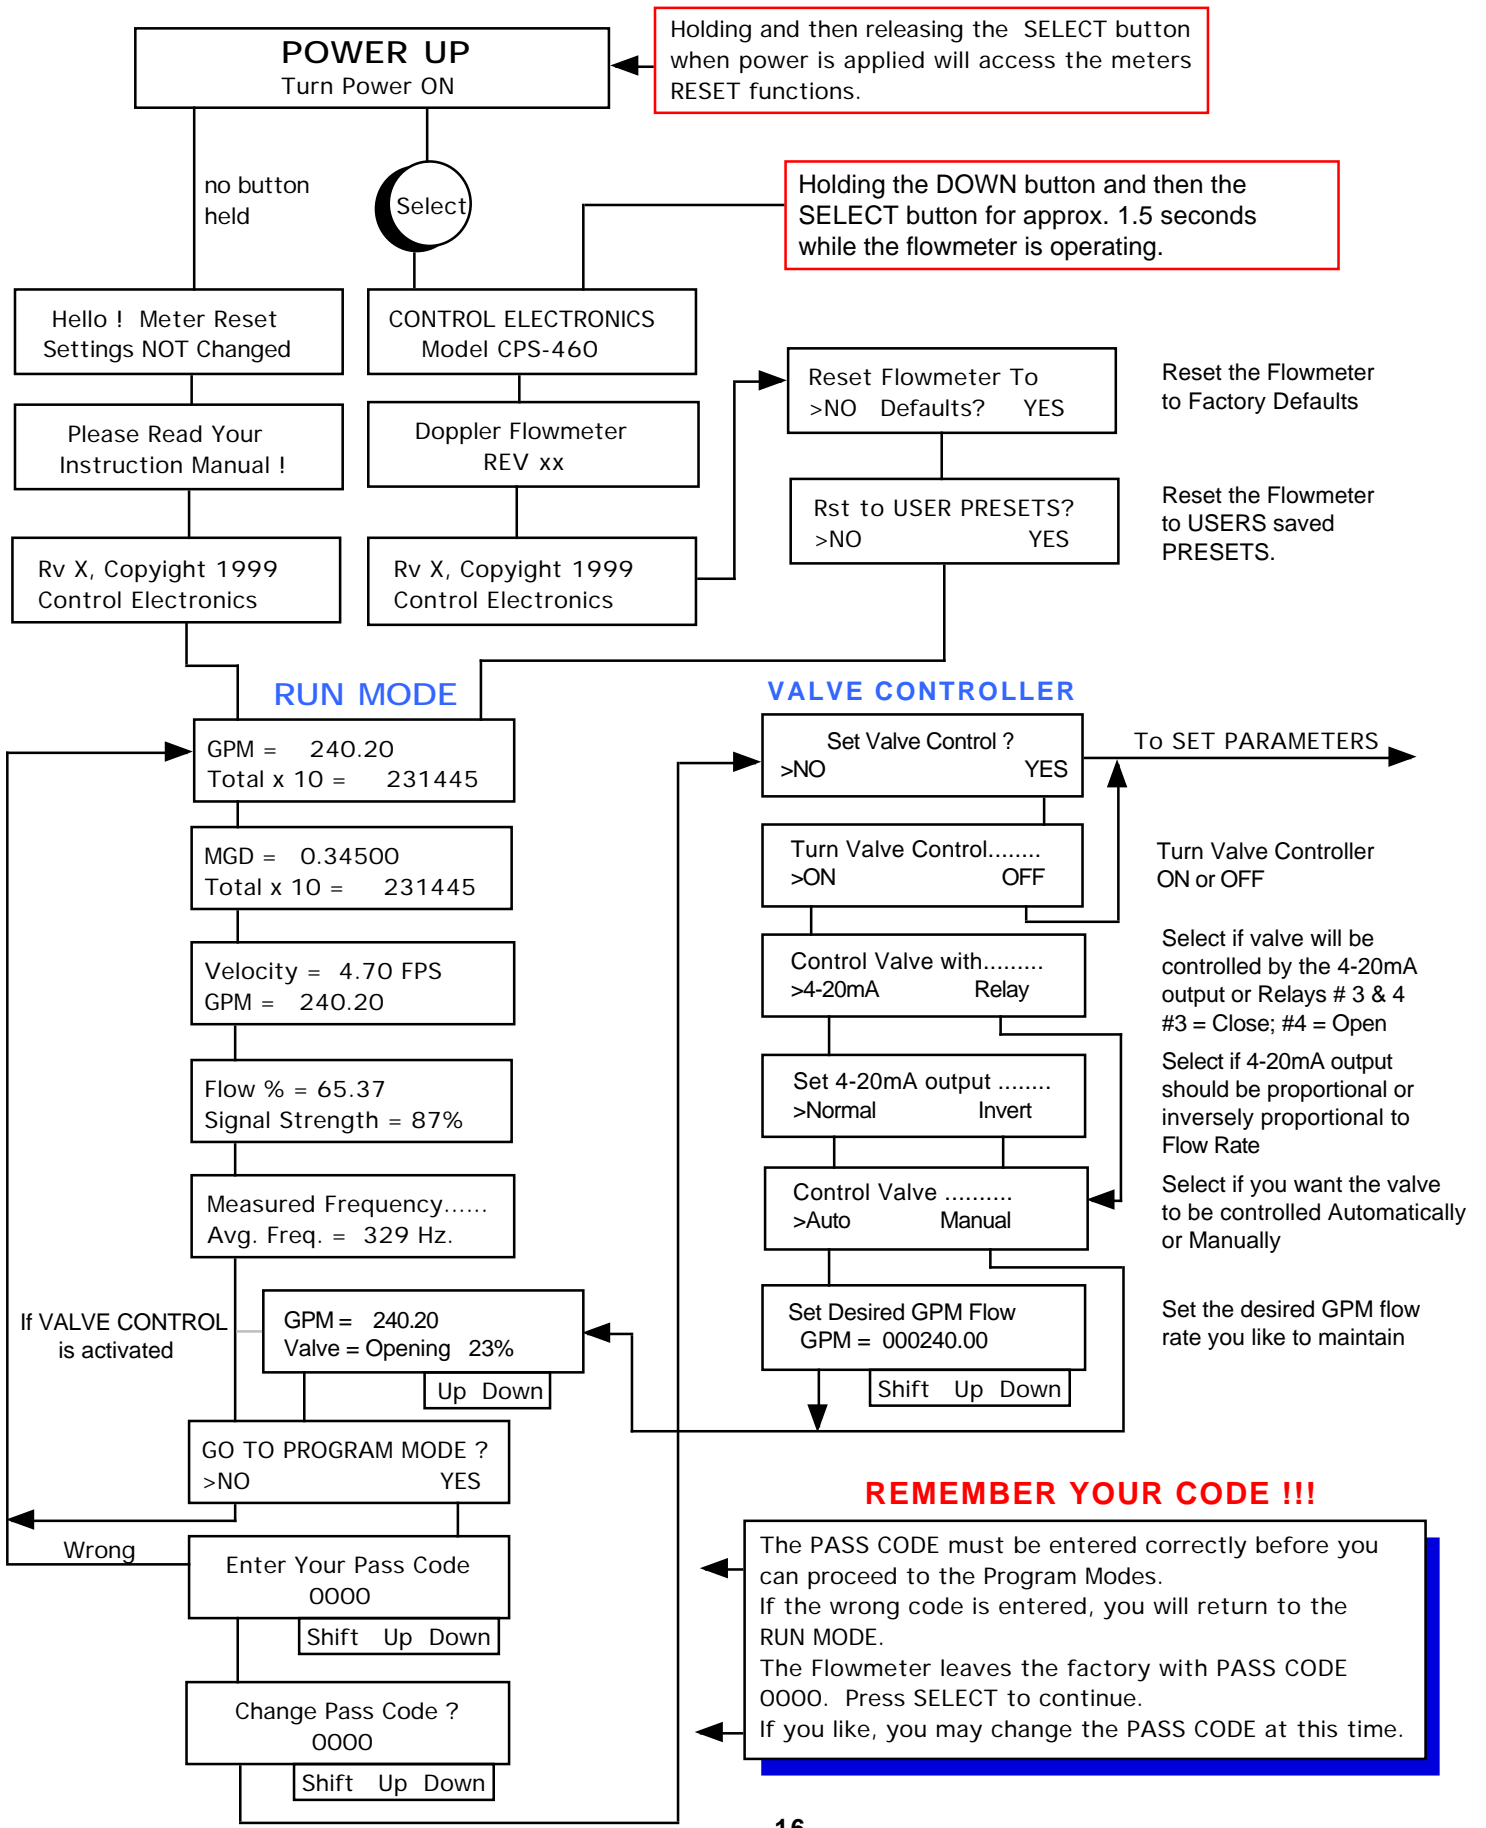 POWER UP
Turn Power ON
Holding and then releasing the SELECT button
when power is applied will access the meters
RESET functions.
no button
held
Select
Holding the DOWN button and then the
SELECT button for approx. 1.5 seconds
while the flowmeter is operating.
Hello ! Meter Reset
Settings NOT Changed
CONTROL ELECTRONICS
Model CPS-460
Please Read Your
Instruction Manual !
Doppler Flowmeter
REV xx
Rv X, Copyight 1999
Control Electronics
Rv X, Copyight 1999
Control Electronics
Reset Flowmeter To
>NO Defaults? YES
Reset the Flowmeter
to Factory Defaults
Rst to USER PRESETS?
>NO YES
Reset the Flowmeter
to USERS saved
PRESETS.
RUN MODE
GPM = 240.20
Total x 10 = 231445
MGD = 0.34500
Total x 10 = 231445
Velocity = 4.70 FPS
GPM = 240.20
Flow % = 65.37
Signal Strength = 87%
Measured Frequency......
Avg. Freq. = 329 Hz.
If VALVE CONTROL
is activated
GPM = 240.20
Valve = Opening 23%
Up Down
GO TO PROGRAM MODE ?
>NO YES
Wrong
Enter Your Pass Code
0000
Shift Up Down
Change Pass Code ?
0000
Shift Up Down
VALVE CONTROLLER
Set Valve Control ?
>NO YES
To SET PARAMETERS
Turn Valve Control........
>ON OFF
Turn Valve Controller
ON or OFF
Control Valve with.........
>4-20mA Relay
Select if valve will be
controlled by the 4-20mA
output or Relays # 3 & 4
#3 = Close; #4 = Open
Set 4-20mA output ........
>Normal Invert
Select if 4-20mA output
should be proportional or
inversely proportional to
Flow Rate
Control Valve ..........
>Auto Manual
Select if you want the valve
to be controlled Automatically
or Manually
Set Desired GPM Flow
GPM = 000240.00
Shift Up Down
Set the desired GPM flow
rate you like to maintain
REMEMBER YOUR CODE !!!
The PASS CODE must be entered correctly before you
can proceed to the Program Modes.
If the wrong code is entered, you will return to the
RUN MODE.
The Flowmeter leaves the factory with PASS CODE
0000. Press SELECT to continue.
If you like, you may change the PASS CODE at this time.
16